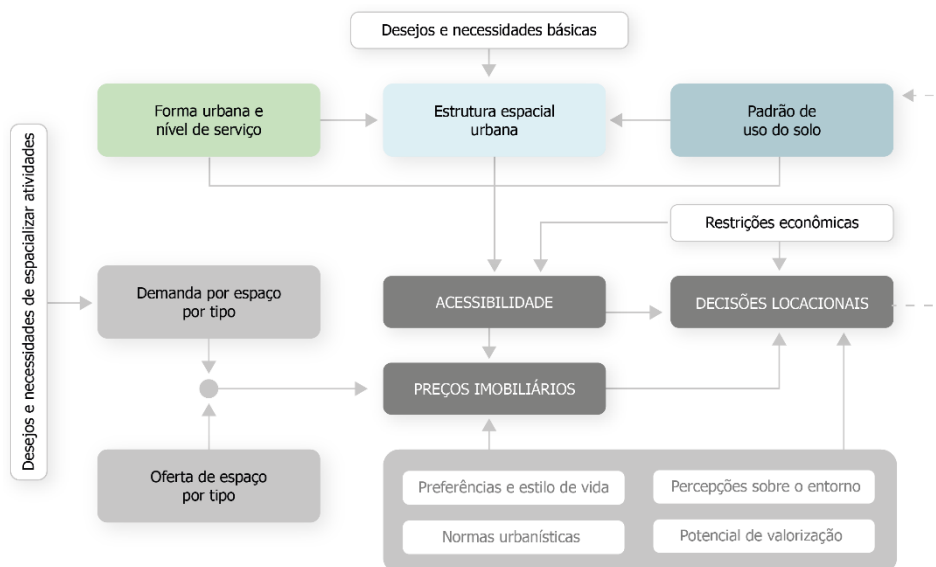 Desejos e necessidades básicas
Forma urbana e
nível de serviço
Estrutura espacial
urbana
Padrão de
uso do solo
Desejos e necessidades de espacializar atividades
Restrições econômicas
Demanda por espaço
por tipo
ACESSIBILIDADE
DECISÕES LOCACIONAIS
PREÇOS IMOBILIÁRIOS
Oferta de espaço
por tipo
Preferências e estilo de vida
Percepções sobre o entorno
Normas urbanísticas
Potencial de valorização